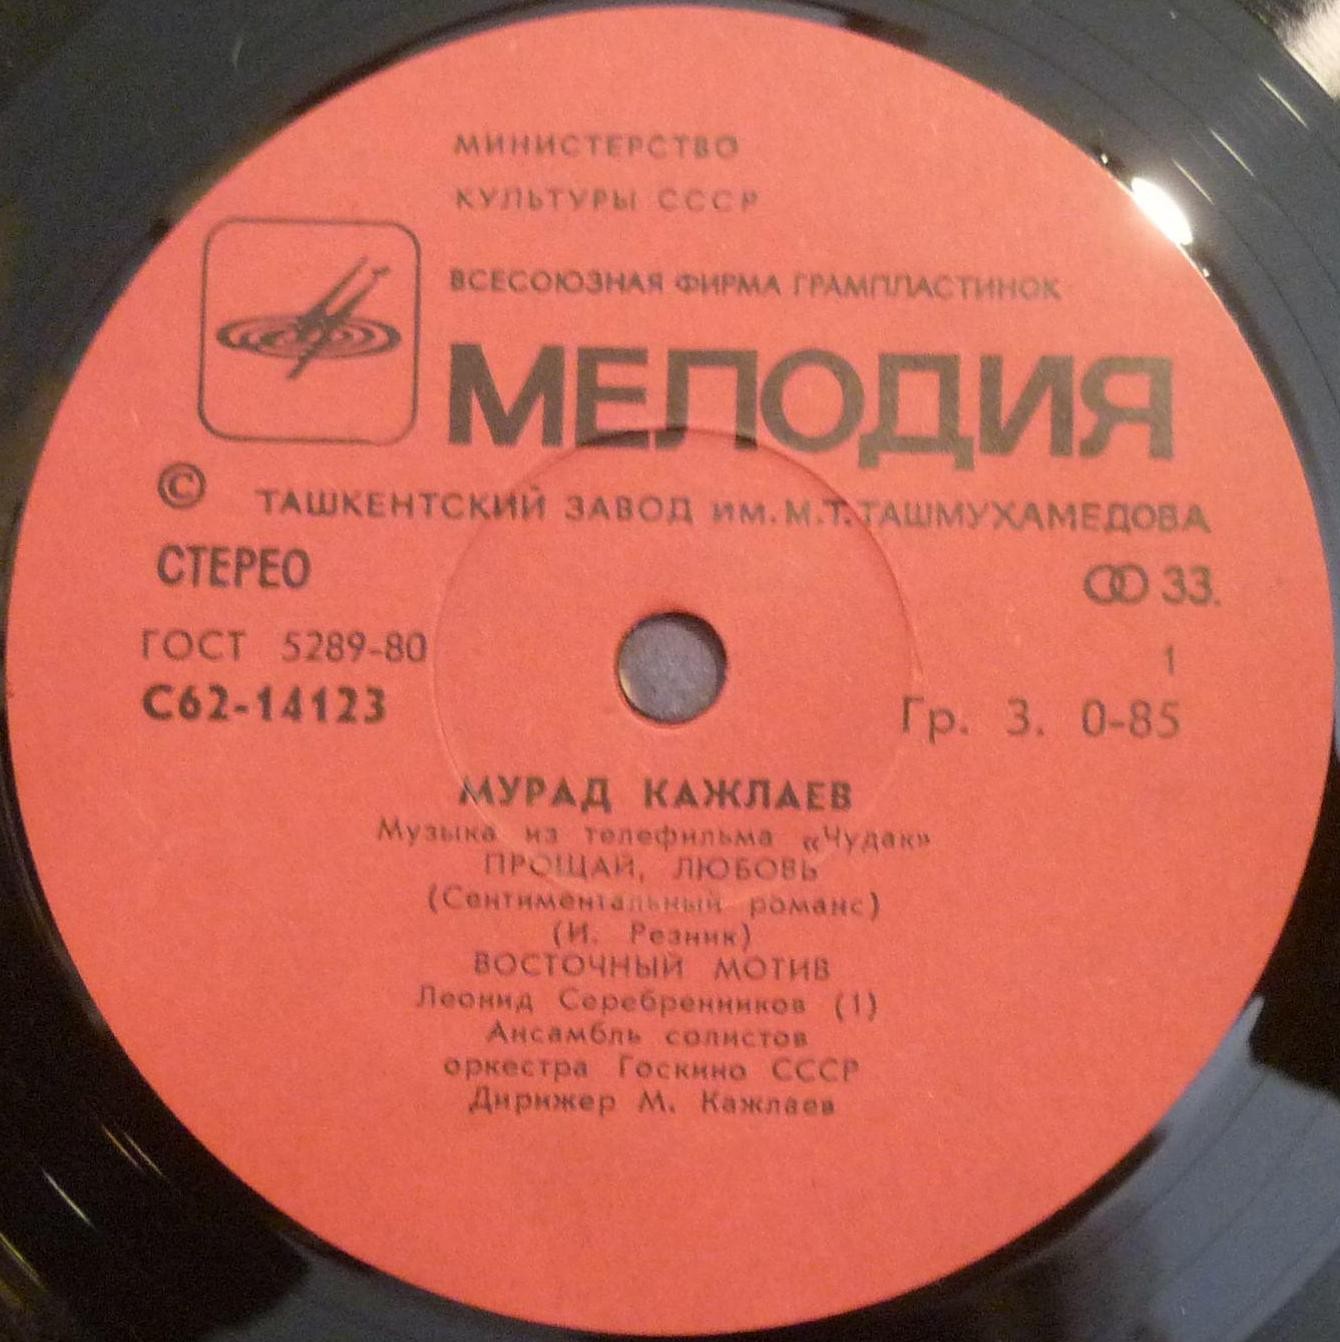 МИНИСТЕРСТВО
КУЛЬТУРЫ СССР
ВСЕСОЮЗНАЯ ФИРМА ГРАМПЛАСТИНОК
МЕЛОДИЯ
© ТАШКЕНТСКИЙ ЗАВОД ИМ. М.Т. ТАШМУХАМЕДОВА
СТЕРЕО
33.
ГОСТ 5289-80
1
С62-14123
Гр. 3. 0-85
МУРАД КАЖЛАЕВ
Музыка из телефильма «Чудак»
ПРОЩАЙ, ЛЮБОВЬ
(Сентиментальный романс)
(И. Резник)
ВОСТОЧНЫЙ МОТИВ
Леонид Серебренников (1)
Ансамбль солистов
оркестра Госкино СССР
Дирижер М. Кажлаев